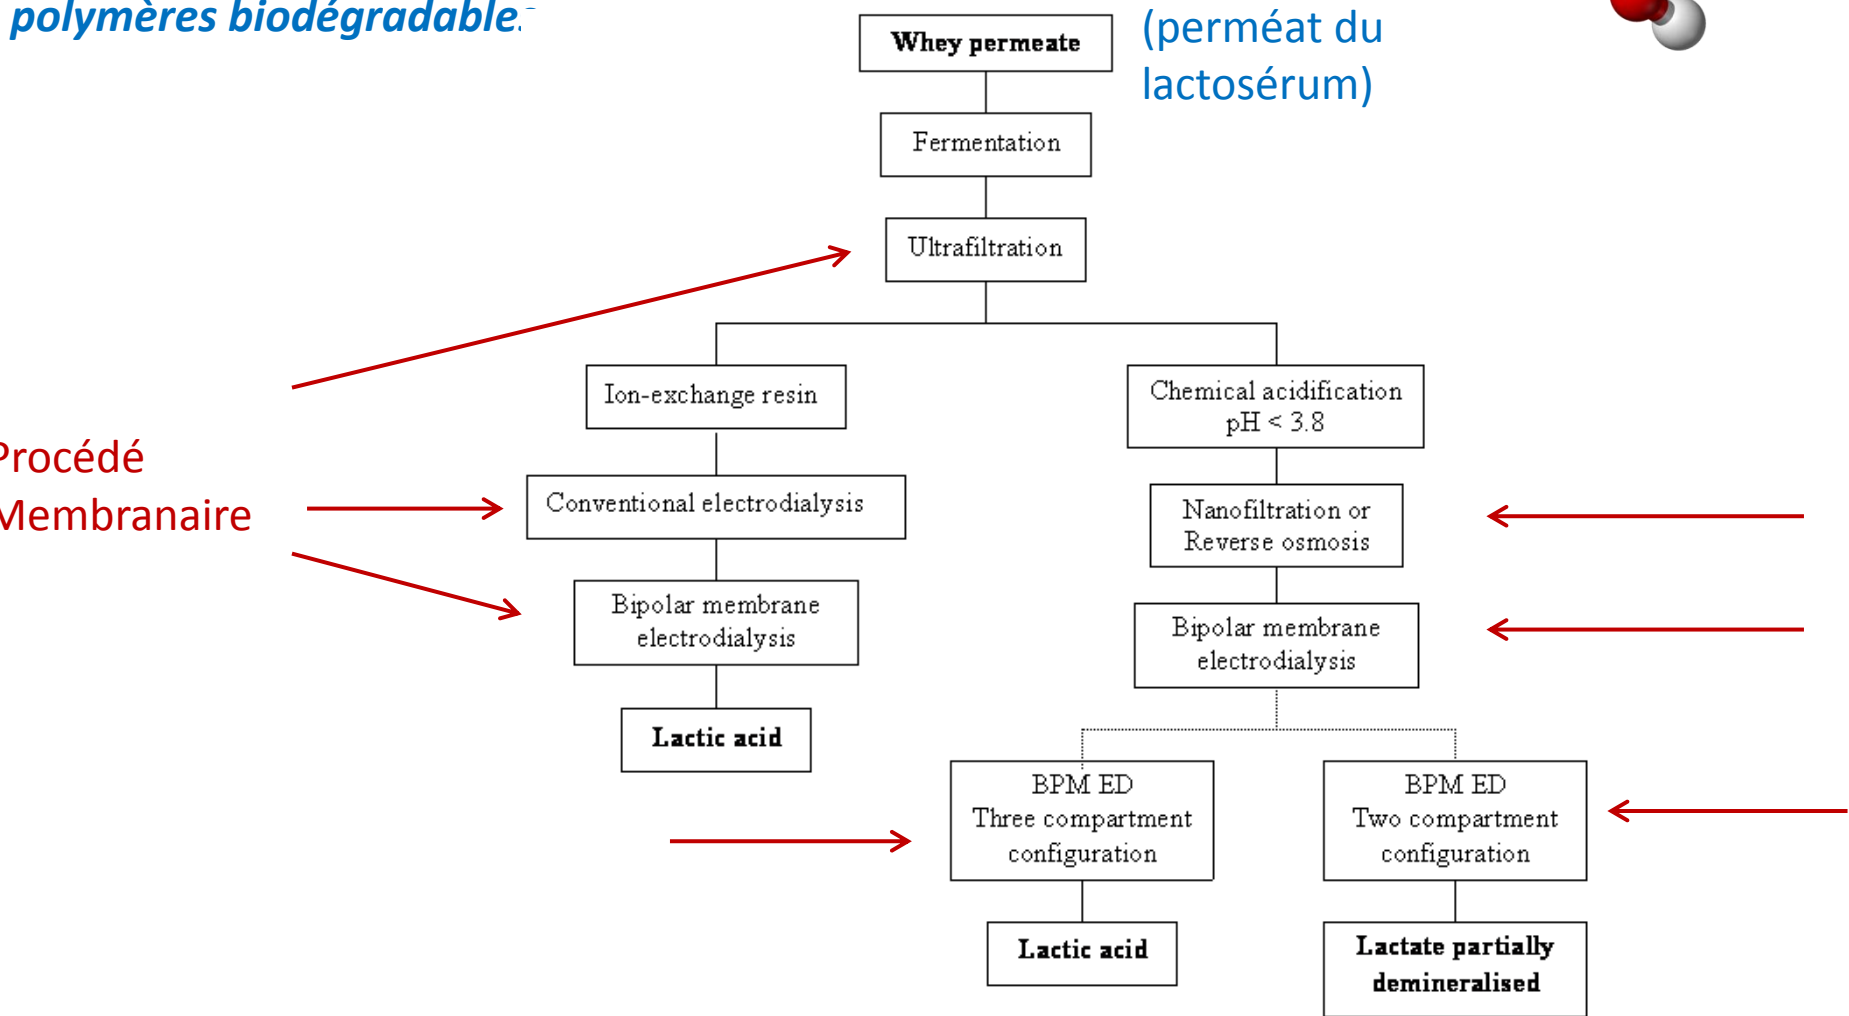 polymères biodégradables
Whey permeate
(perméat du
lactosérum)
Fermentation
Ultrafiltration
Ion-exchange resin
Chemical acidification
pH < 3.8
Procédé
Membranaire
Conventional electrodialysis
Nanofiltration or
Reverse osmosis
Bipolar membrane
electrodialysis
Bipolar membrane
electrodialysis
Lactic acid
BPM ED
Three compartment
configuration
BPM ED
Two compartment
configuration
Lactic acid
Lactate partially
demineralised